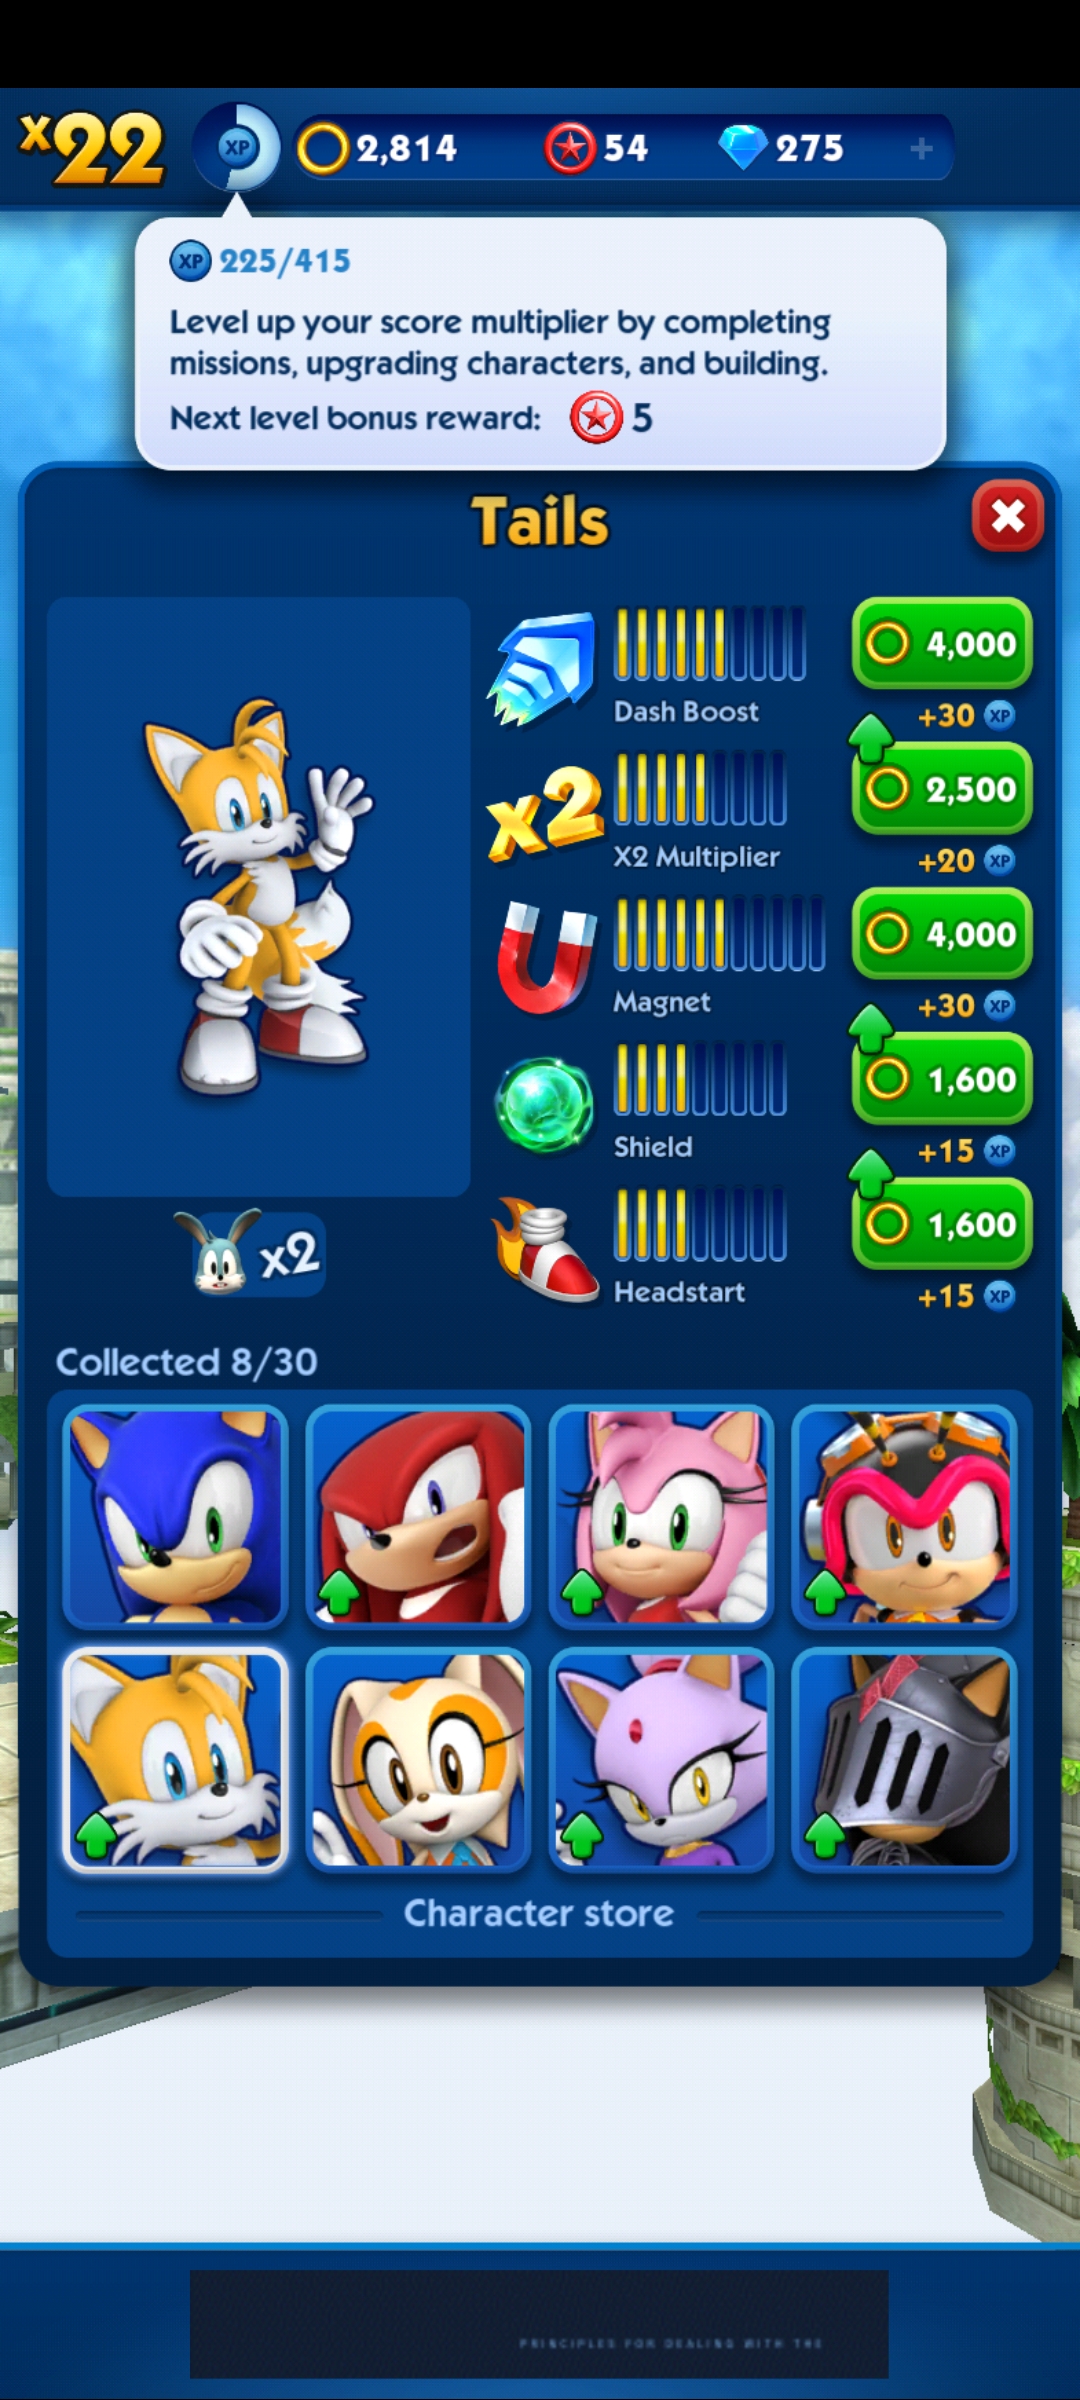 x22
XP
2,814
54
275
+
XP 225/415
Level up your score multiplier by completing
missions, upgrading characters, and building.
Next level bonus reward: 5
Tails
4,000
Dash Boost
+30 XP
x2
2,500
X2 Multiplier
+20 XP
4,000
Magnet
+30 XP
1,600
Shield
+15 XP
x2
1,600
Headstart
+15 XP
Collected 8/30
Character store
PRINCIPLES FOR DEALING WITH THE